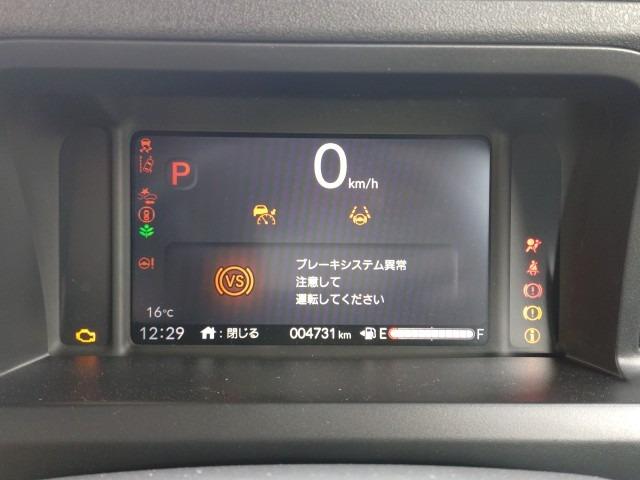 P
0 km/h
VS
ブレーキシステム異常
注意して
運転してください
16℃
12:29
:閉じる
004731 km
E
F